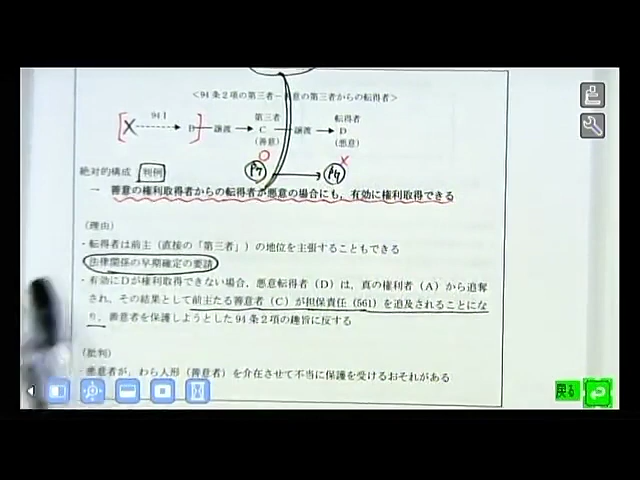 <94条2項の第三者―善意の第三者からの転得者>
94Ⅰ 第三者 転得者
X B 譲渡 C 譲渡 D
(善意) (悪意)
絶対的構成 判例
→ 善意の権利取得者からの転得者が悪意の場合にも、有効に権利取得できる
(理由)
・転得者は前主(直接の「第三者」)の地位を主張することもできる
法律関係の早期確定の要請
・有効にDが権利取得できない場合、悪意転得者(D)は、真の権利者(A)から追奪
され、その結果として前主たる善意者(C)が担保責任(561)を追及されることにな
り、善意者を保護しようとした94条2項の趣旨に反する
(批判)
・悪意者が、わら人形(善意者)を介在させて不当に保護を受けるおそれがある
戻る